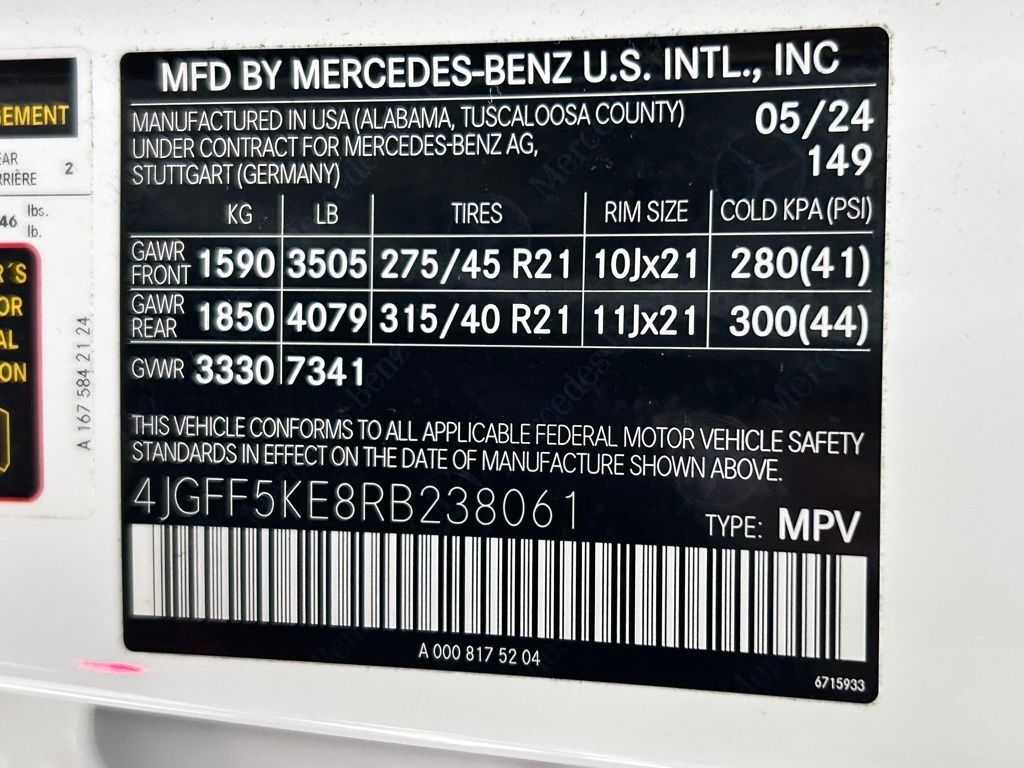 MFD BY MERCEDES-BENZ U.S. INTL., INC
MANUFACTURED IN USA (ALABAMA, TUSCALOOSA COUNTY) 05/24
UNDER CONTRACT FOR MERCEDES-BENZ AG, 149
STUTTGART (GERMANY)
KG LB TIRES RIM SIZE COLD KPA (PSI)
GAWR FRONT 1590 3505 275/45 R21 10Jx21 280(41)
GAWR REAR 1850 4079 315/40 R21 11Jx21 300(44)
GVWR 3330 7341
THIS VEHICLE CONFORMS TO ALL APPLICABLE FEDERAL MOTOR VEHICLE SAFETY
STANDARDS IN EFFECT ON THE DATE OF MANUFACTURE SHOWN ABOVE.
4JGFF5KE8RB238061
TYPE: MPV
A 000 817 52 04
6715933
2
46 lbs.
lb.
A 167 584 21 24